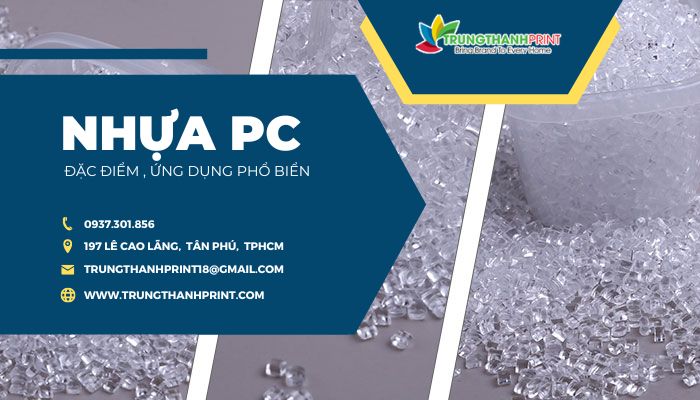 TRUNGTHANHPRINT
Bring Brand to Every Home
NHỰA PC
ĐẶC ĐIỂM , ỨNG DỤNG PHỔ BIẾN
0937.301.856
197 LÊ CAO LÃNG, TÂN PHÚ, TPHCM
TRUNGTHANHPRINT18@GMAIL.COM
WWW.TRUNGTHANHPRINT.COM